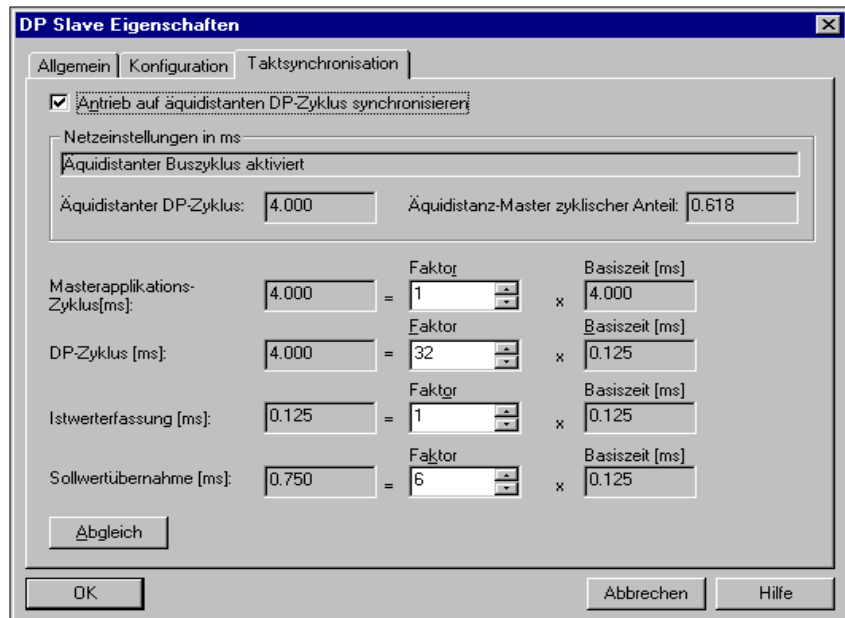 DP Slave Eigenschaften
Allgemein Konfiguration Taktsynchronisation
Antrieb auf äquidistanten DP-Zyklus synchronisieren
Netzeinstellungen in ms
Äquidistanter Buszyklus aktiviert
Äquidistanter DP-Zyklus: 4.000 Äquidistanz-Master zyklischer Anteil: 0.618
Faktor Basiszeit [ms]
Masterapplikations-
Zyklus[ms]: 4.000 = 1 x 4.000
Faktor Basiszeit [ms]
DP-Zyklus [ms]: 4.000 = 32 x 0.125
Faktor Basiszeit [ms]
Istwerterfassung [ms]: 0.125 = 1 x 0.125
Faktor Basiszeit [ms]
Sollwertübernahme [ms]: 0.750 = 6 x 0.125
Abgleich
OK Abbrechen Hilfe